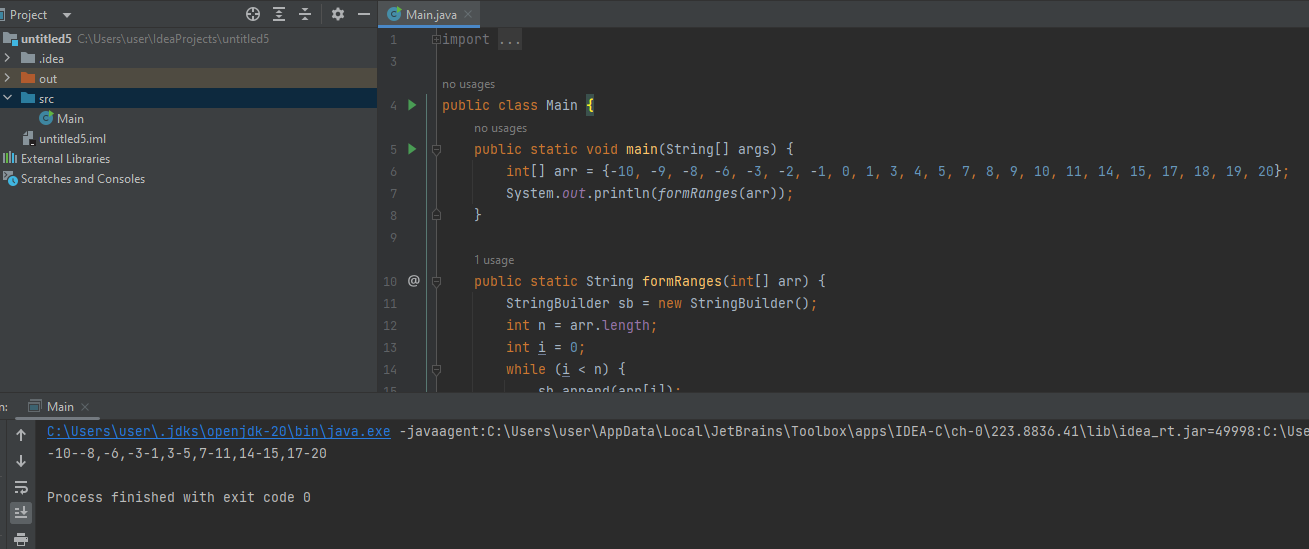 Project
untitled5 C:\Users\user\IdeaProjects\untitled5
.idea
out
src
Main
untitled5.iml
External Libraries
Scratches and Consoles
Main.java
1 import ...
3
no usages
4 public class Main {
no usages
5 public static void main(String[] args) {
6 int[] arr = {-10, -9, -8, -6, -3, -2, -1, 0, 1, 3, 4, 5, 7, 8, 9, 10, 11, 14, 15, 17, 18, 19, 20};
7 System.out.println(formRanges(arr));
8 }
9
1 usage
10 @ public static String formRanges(int[] arr) {
11 StringBuilder sb = new StringBuilder();
12 int n = arr.length;
13 int i = 0;
14 while (i < n) {
15 sb.append(arr[i]);
n: Main
C:\Users\user\.jdks\openjdk-20\bin\java.exe -javaagent:C:\Users\user\AppData\Local\JetBrains\Toolbox\apps\IDEA-C\ch-0\223.8836.41\lib\idea_rt.jar=49998:C:\Use
-10--8,-6,-3-1,3-5,7-11,14-15,17-20
Process finished with exit code 0